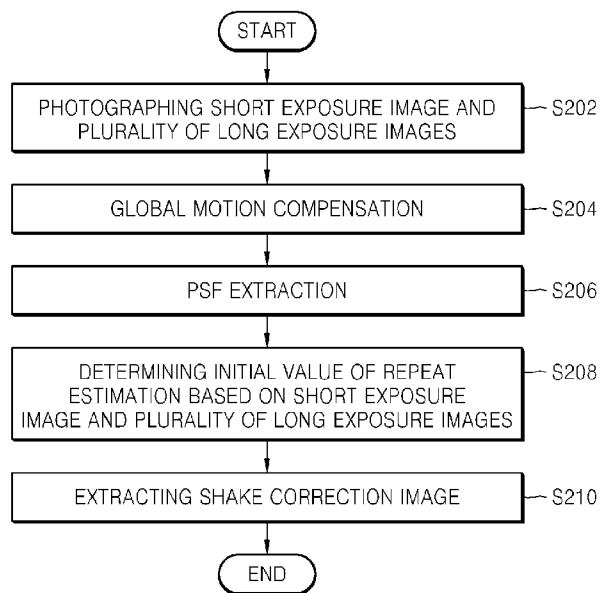 START
PHOTOGRAPHING SHORT EXPOSURE IMAGE AND
PLURALITY OF LONG EXPOSURE IMAGES
S202
GLOBAL MOTION COMPENSATION
S204
PSF EXTRACTION
S206
DETERMINING INITIAL VALUE OF REPEAT
ESTIMATION BASED ON SHORT EXPOSURE
IMAGE AND PLURALITY OF LONG EXPOSURE IMAGES
S208
EXTRACTING SHAKE CORRECTION IMAGE
S210
END